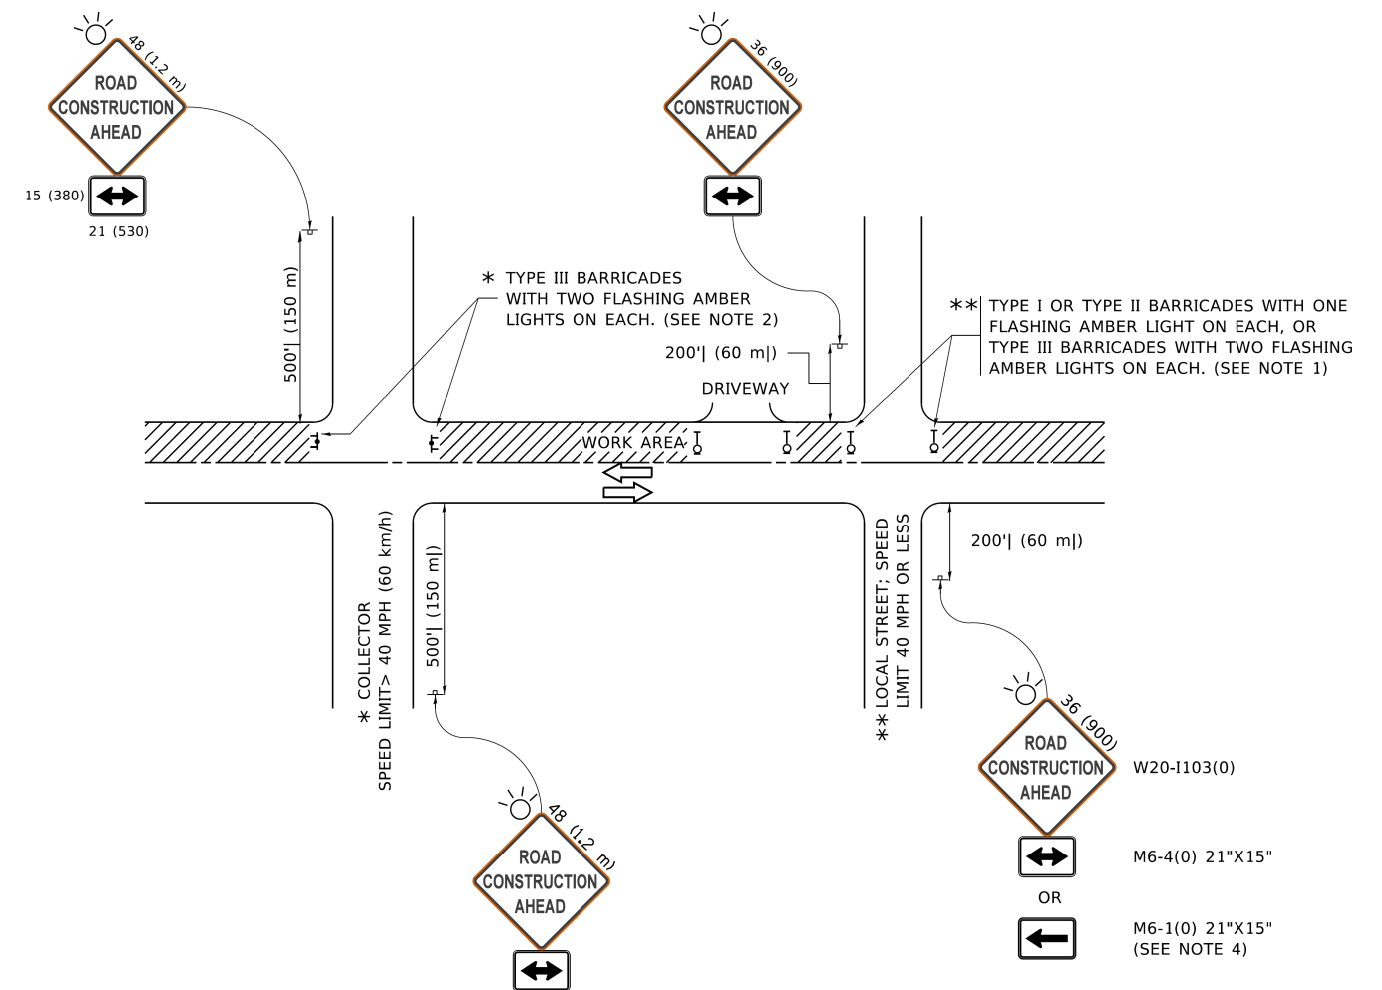 48 (1.2 m)
ROAD
CONSTRUCTION
AHEAD
15 (380)
21 (530)
36 (900)
ROAD
CONSTRUCTION
AHEAD
500'| (150 m)
* TYPE III BARRICADES
WITH TWO FLASHING AMBER
LIGHTS ON EACH. (SEE NOTE 2)
200'| (60 m|)
DRIVEWAY
** TYPE I OR TYPE II BARRICADES WITH ONE
FLASHING AMBER LIGHT ON EACH, OR
TYPE III BARRICADES WITH TWO FLASHING
AMBER LIGHTS ON EACH. (SEE NOTE 1)
WORK AREA
* COLLECTOR
SPEED LIMIT> 40 MPH (60 km/h)
500'| (150 m|)
** LOCAL STREET; SPEED
LIMIT 40 MPH OR LESS
200'| (60 m|)
48 (1.2 m)
ROAD
CONSTRUCTION
AHEAD
36 (900)
ROAD
CONSTRUCTION
AHEAD
W20-I103(0)
M6-4(0) 21"X15"
OR
M6-1(0) 21"X15"
(SEE NOTE 4)